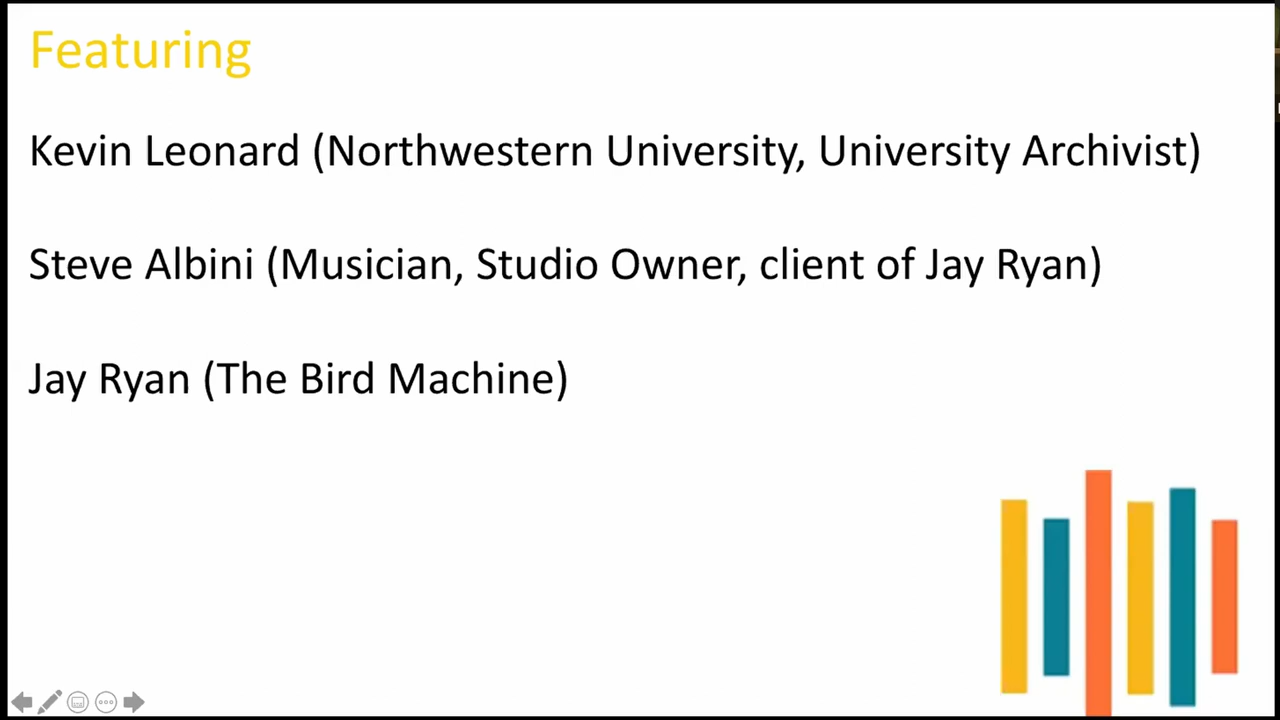 Featuring
Kevin Leonard (Northwestern University, University Archivist)
Steve Albini (Musician, Studio Owner, client of Jay Ryan)
Jay Ryan (The Bird Machine)